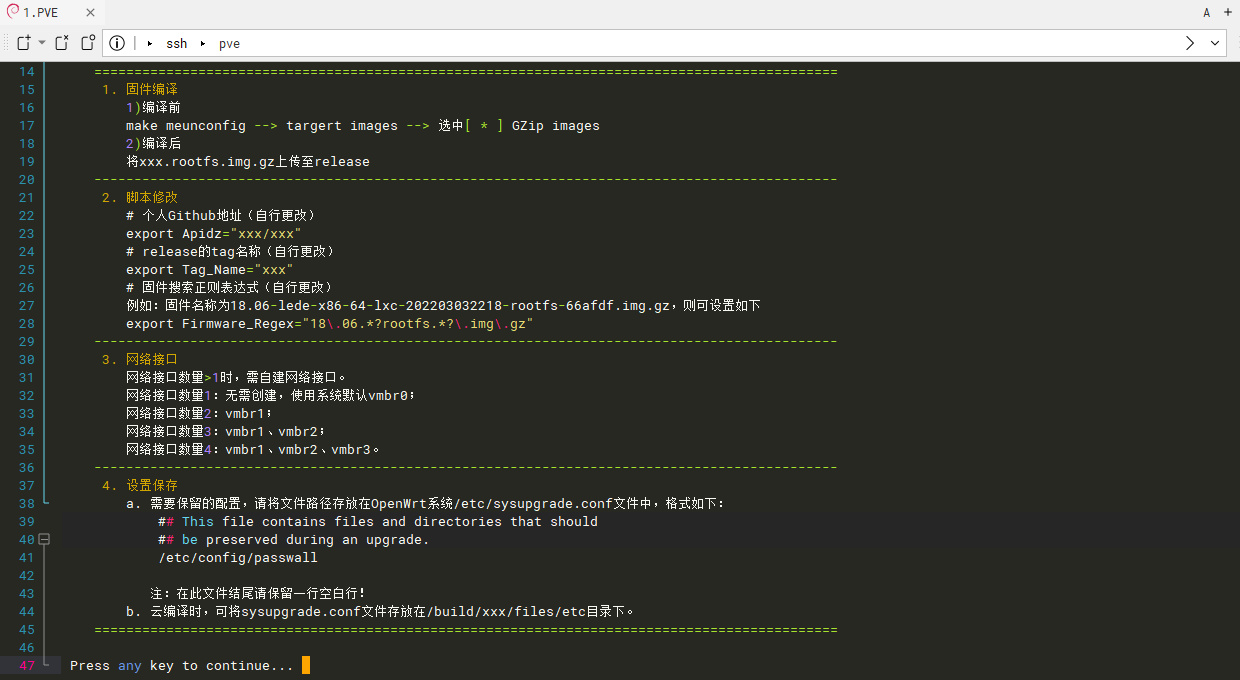 1.PVE
A
ssh
pve
14 =============================================================================================
15 1. 固件编译
16 1)编译前
17 make meunconfig --> targert images --> 选中[ * ] GZip images
18 2)编译后
19 将xxx.rootfs.img.gz上传至release
20 ---------------------------------------------------------------------------------------------
21 2. 脚本修改
22 # 个人Github地址（自行更改）
23 export Apidz="xxx/xxx"
24 # release的tag名称（自行更改）
25 export Tag_Name="xxx"
26 # 固件搜索正则表达式（自行更改）
27 例如：固件名称为18.06-lede-x86-64-lxc-202203032218-rootfs-66afdf.img.gz，则可设置如下
28 export Firmware_Regex="18\.06.*?rootfs.*?\.img\.gz"
29 ---------------------------------------------------------------------------------------------
30 3. 网络接口
31 网络接口数量>1时，需自建网络接口。
32 网络接口数量1：无需创建，使用系统默认vmbr0；
33 网络接口数量2：vmbr1；
34 网络接口数量3：vmbr1、vmbr2；
35 网络接口数量4：vmbr1、vmbr2、vmbr3。
36 ---------------------------------------------------------------------------------------------
37 4. 设置保存
38 a. 需要保留的配置，请将文件路径存放在OpenWrt系统/etc/sysupgrade.conf文件中，格式如下：
39 ## This file contains files and directories that should
40 ## be preserved during an upgrade.
41 /etc/config/passwall
42
43 注：在此文件结尾请保留一行空白行！
44 b. 云编译时，可将sysupgrade.conf文件存放在/build/xxx/files/etc目录下。
45 =============================================================================================
46
47 Press any key to continue...